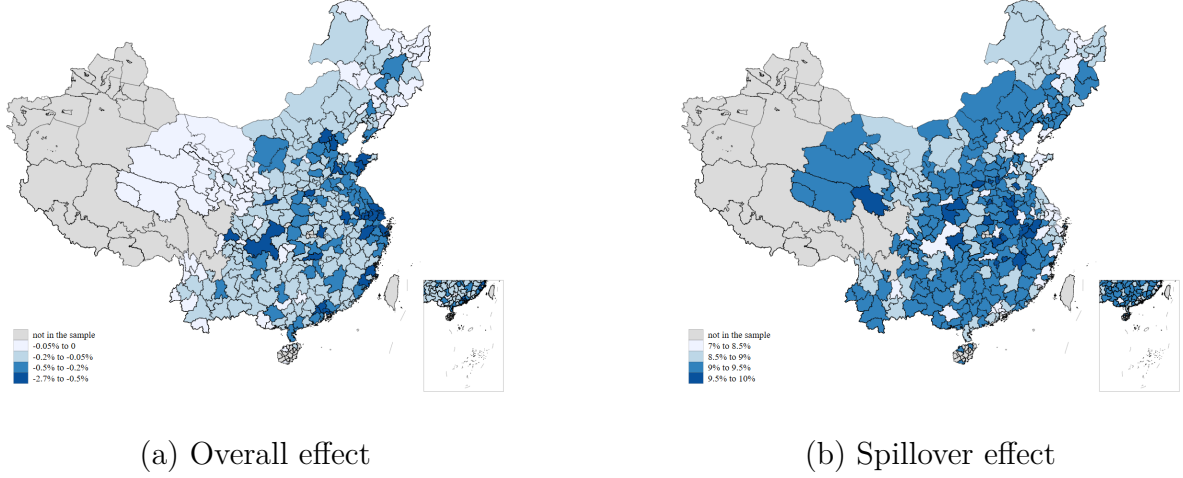 not in the sample
-0.05% to 0
-0.2% to -0.05%
-0.5% to -0.2%
-2.7% to -0.5%
not in the sample
7% to 8.5%
8.5% to 9%
9% to 9.5%
9.5% to 10%
(a) Overall effect
(b) Spillover effect